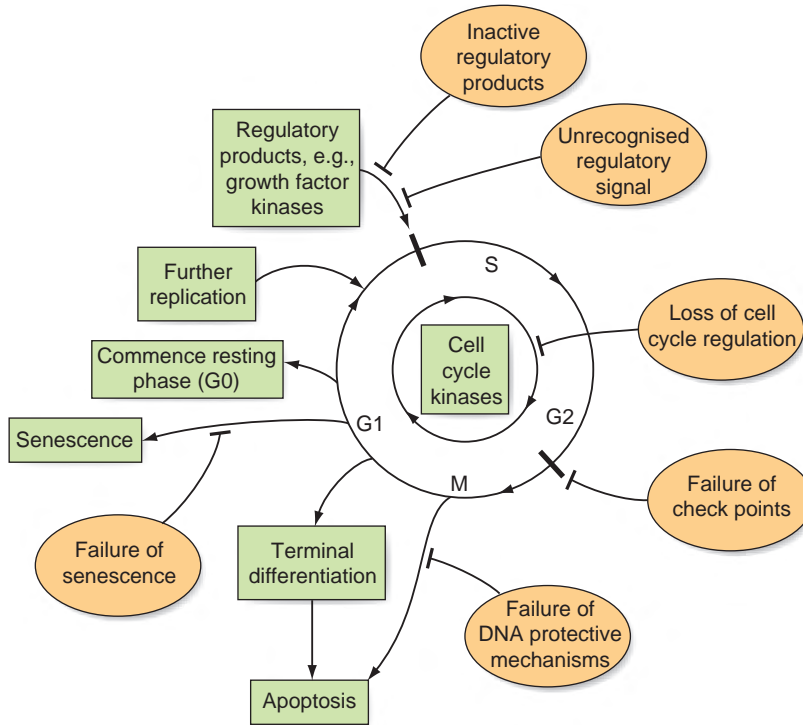 Inactive
regulatory
products
Regulatory
products, e.g.,
growth factor
kinases
Unrecognised
regulatory
signal
Further
replication
S
Loss of cell
cycle regulation
Commence resting
phase (G0)
Cell
cycle
kinases
Senescence
G1
G2
M
Failure of
check points
Failure of
senescence
Terminal
differentiation
Failure of
DNA protective
mechanisms
Apoptosis